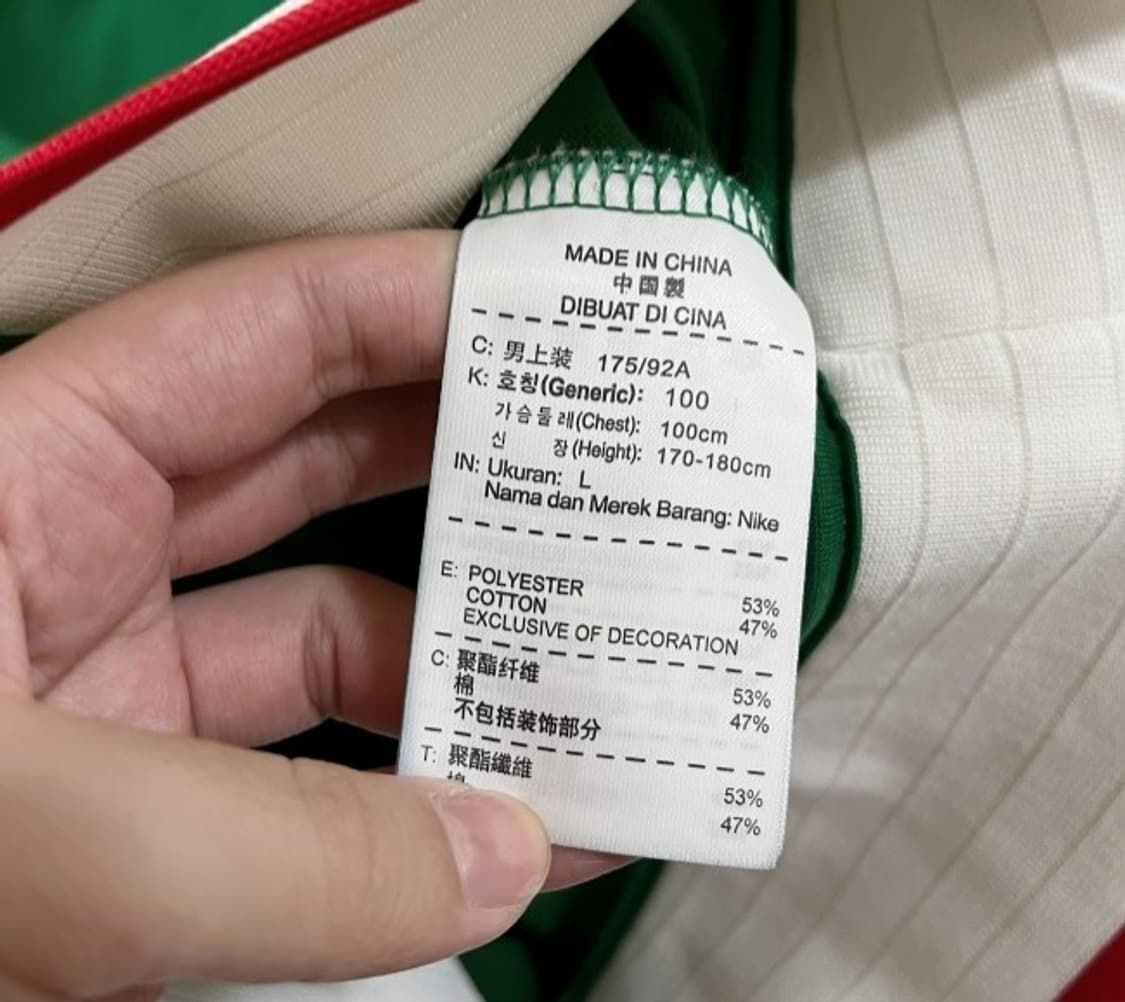 MADE IN CHINA
中国製
DIBUAT DI CINA
C: 男上装 175/92A
K: 호칭(Generic): 100
가슴둘레(Chest): 100cm
신 장(Height): 170-180cm
IN: Ukuran: L
Nama dan Merek Barang: Nike
E: POLYESTER 53%
COTTON 47%
EXCLUSIVE OF DECORATION
C: 聚酯纤维 53%
棉 47%
不包括装饰部分
T: 聚酯纖維 53%
47%